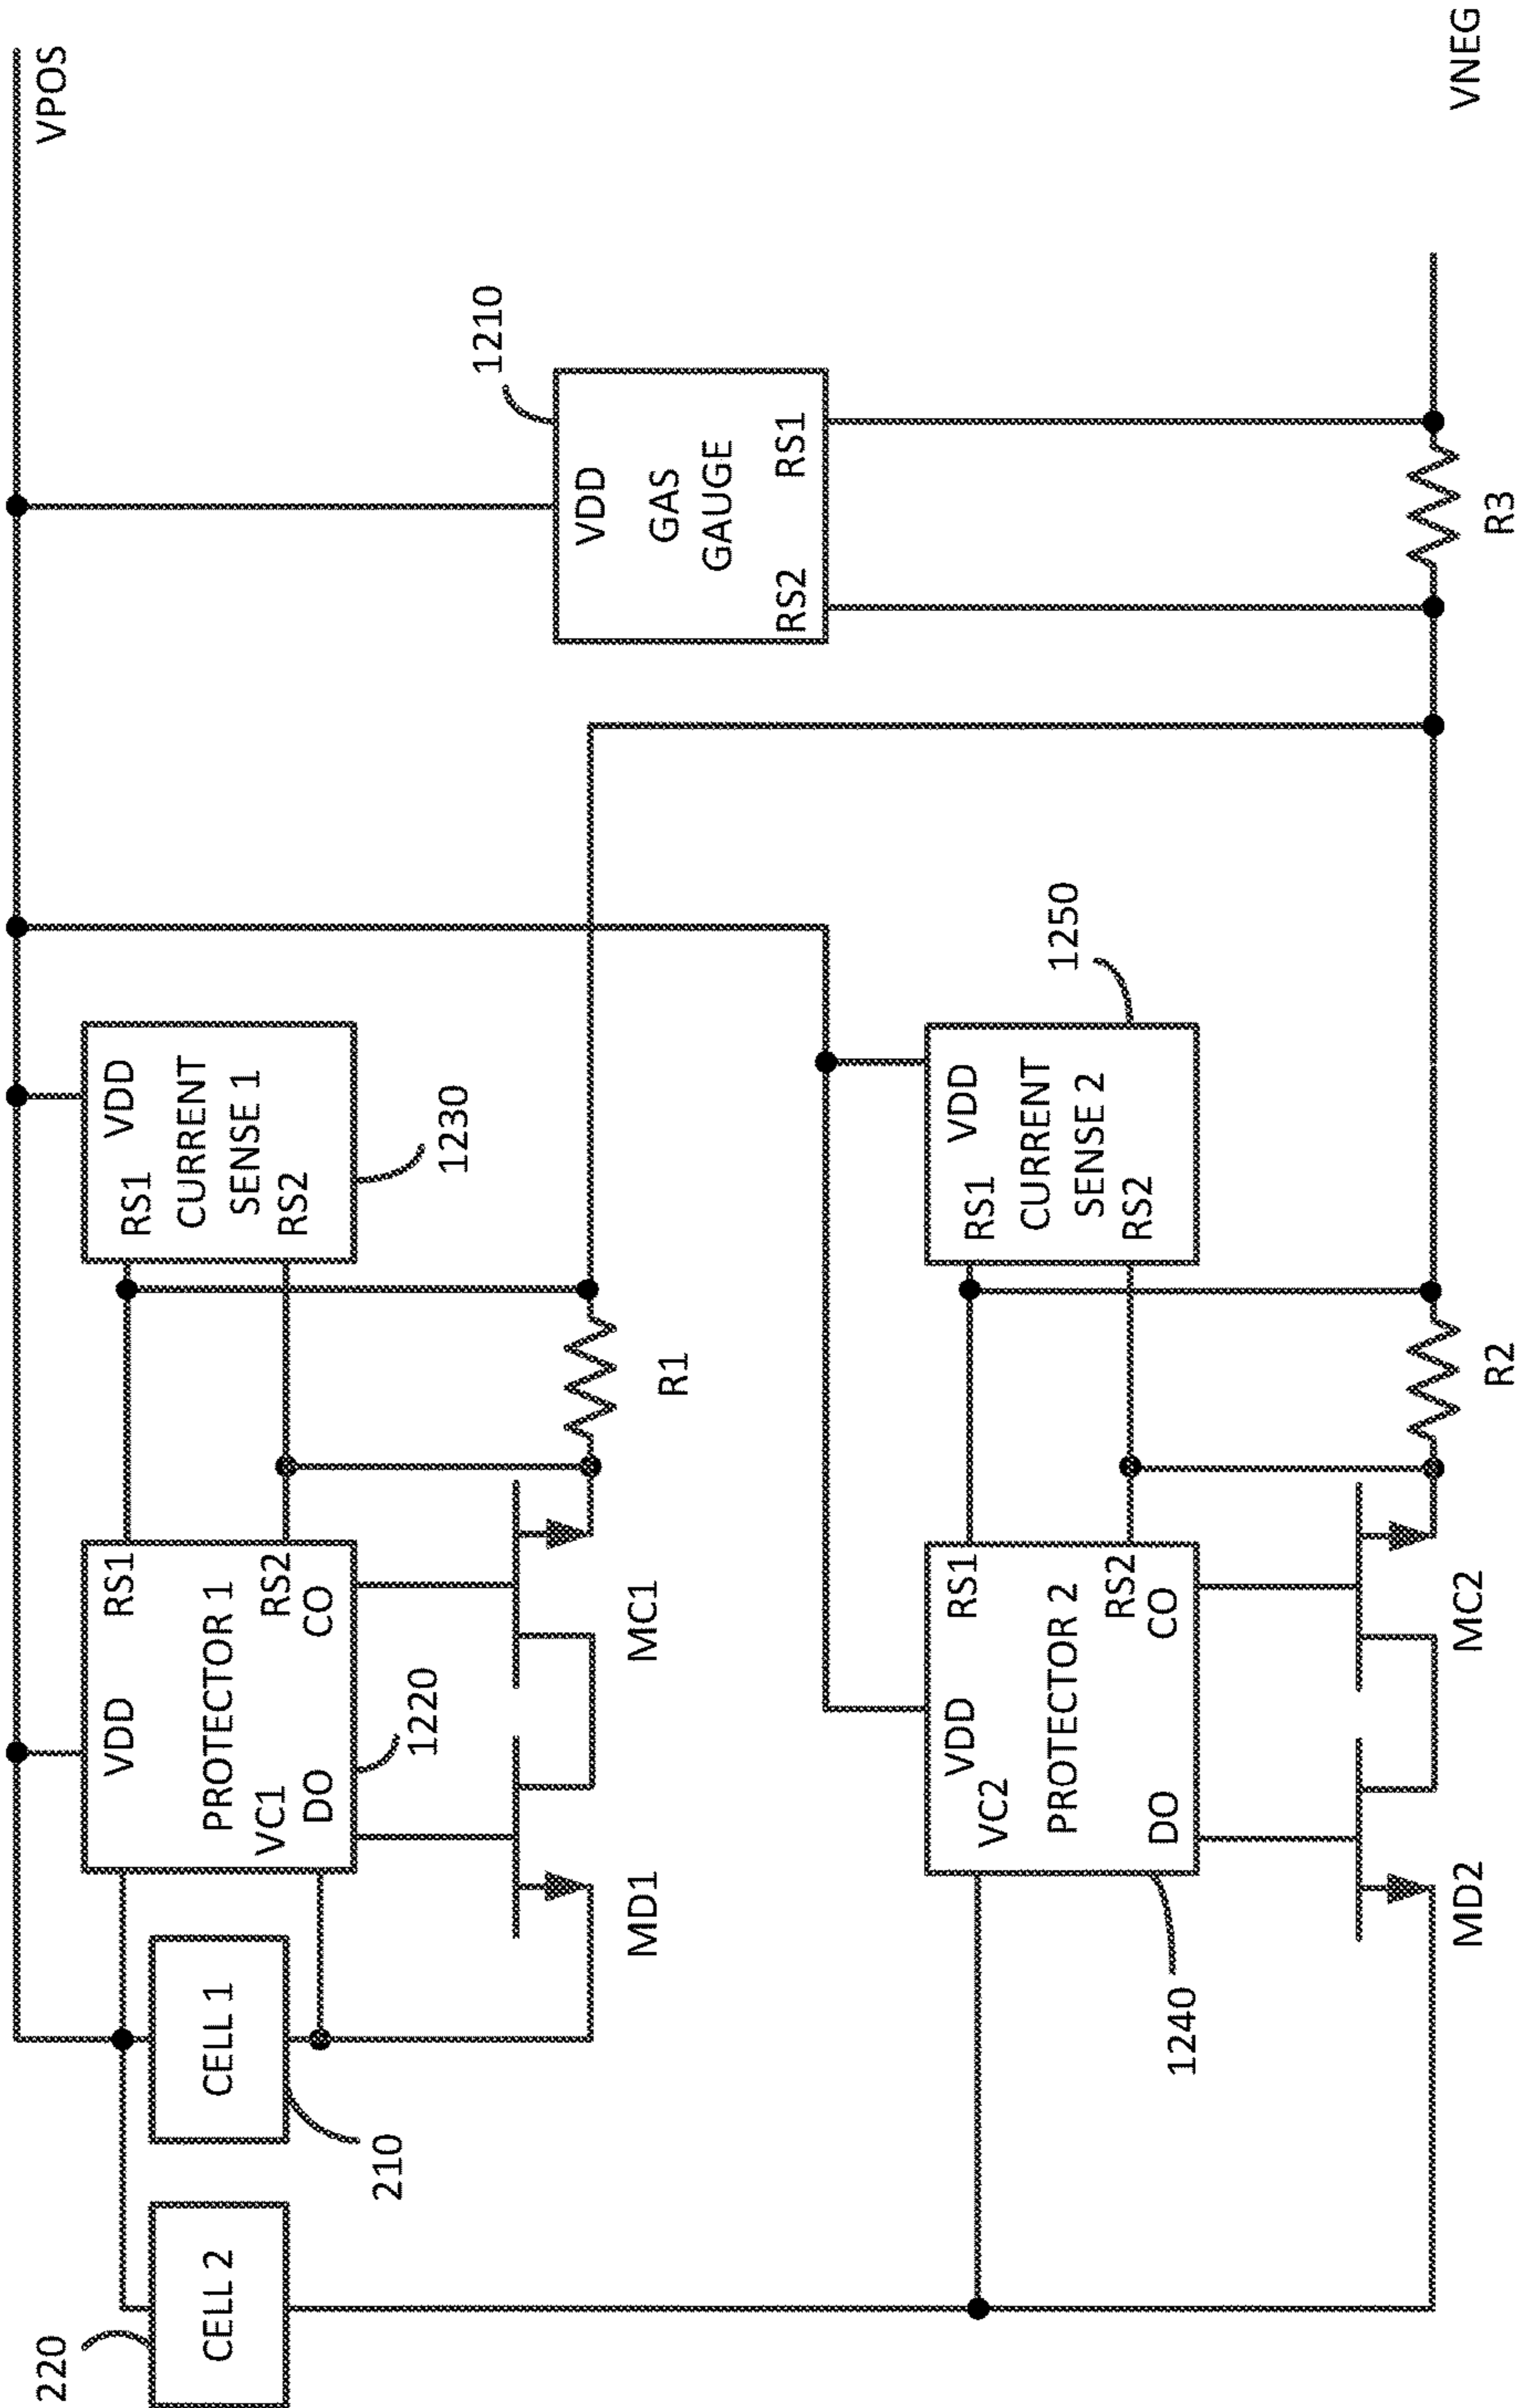 220
CELL 2
210
CELL 1
VDD
RS1
PROTECTOR 1
VC1
RS2
DO
CO
1220
MD1
MC1
R1
VDD
RS1
CURRENT
SENSE 1
RS2
1230
VPOS
1210
VDD
GAS
GAUGE
RS2
RS1
1240
VDD
RS1
VC2
PROTECTOR 2
RS2
DO
CO
MD2
MC2
R2
VDD
RS1
CURRENT
SENSE 2
RS2
1250
R3
VNEG